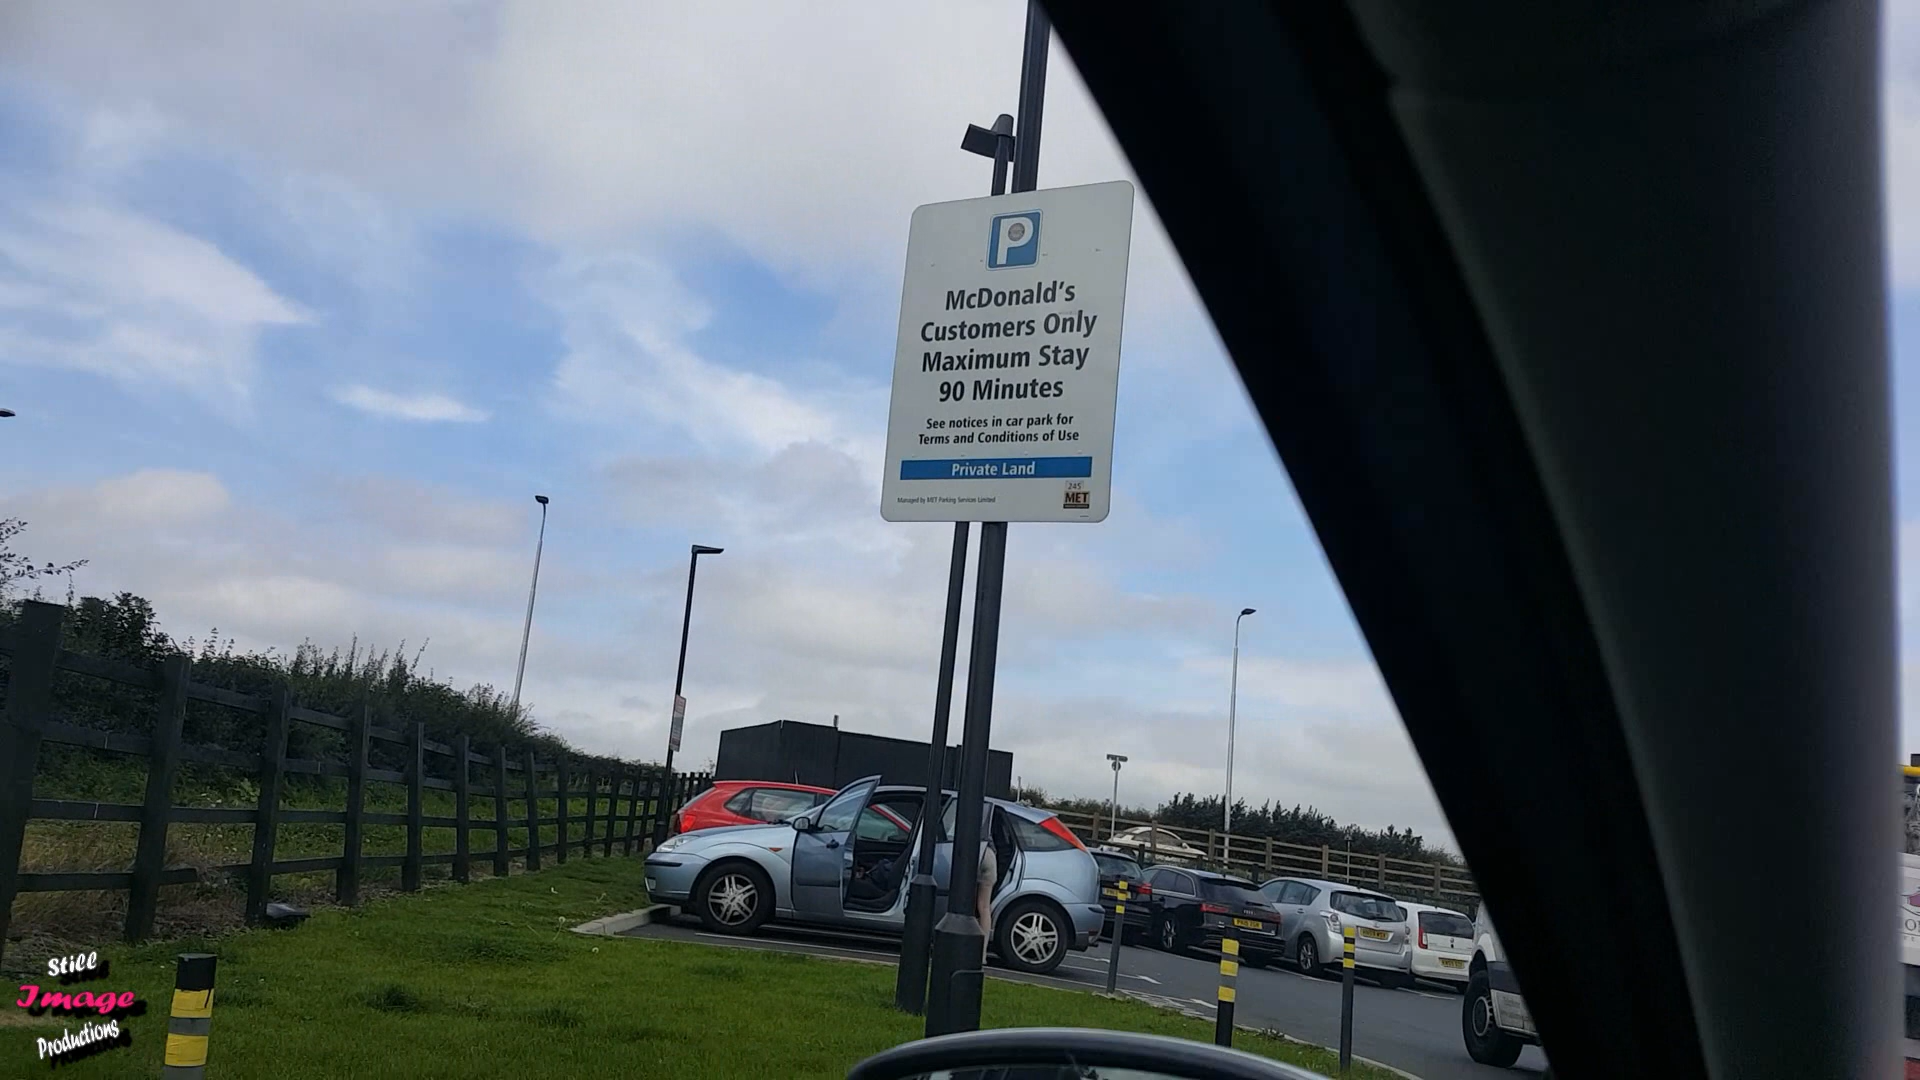 P
McDonald's
Customers Only
Maximum Stay
90 Minutes
See notices in car park for
Terms and Conditions of Use
Private Land
Managed by MET Parking Services Limited
245
MET
Still
Image
Productions